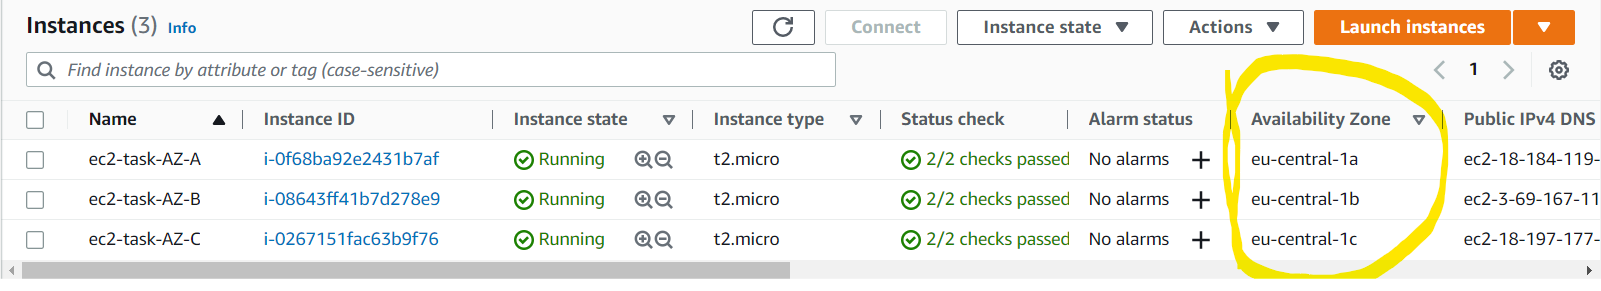 Instances (3) Info Connect Instance state Actions Launch instances
Find instance by attribute or tag (case-sensitive) 1
Name Instance ID Instance state Instance type Status check Alarm status Availability Zone Public IPv4 DNS
ec2-task-AZ-A i-0f68ba92e2431b7af Running t2.micro 2/2 checks passed No alarms + eu-central-1a ec2-18-184-119-
ec2-task-AZ-B i-08643ff41b7d278e9 Running t2.micro 2/2 checks passed No alarms + eu-central-1b ec2-3-69-167-11
ec2-task-AZ-C i-0267151fac63b9f76 Running t2.micro 2/2 checks passed No alarms + eu-central-1c ec2-18-197-177-